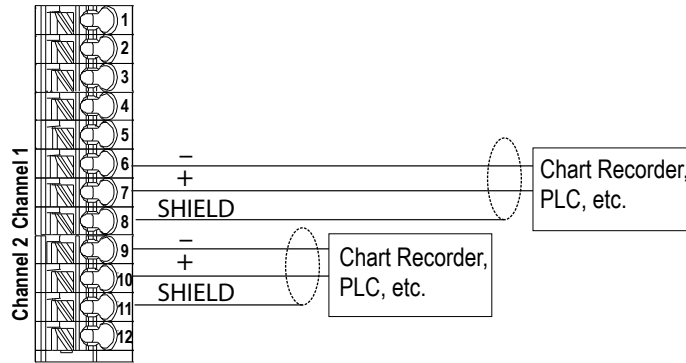 1
2
3
4
5
6
7
8
9
10
11
12
Channel 1
Channel 2
–
+
SHIELD
Chart Recorder,
PLC, etc.
–
+
SHIELD
Chart Recorder,
PLC, etc.